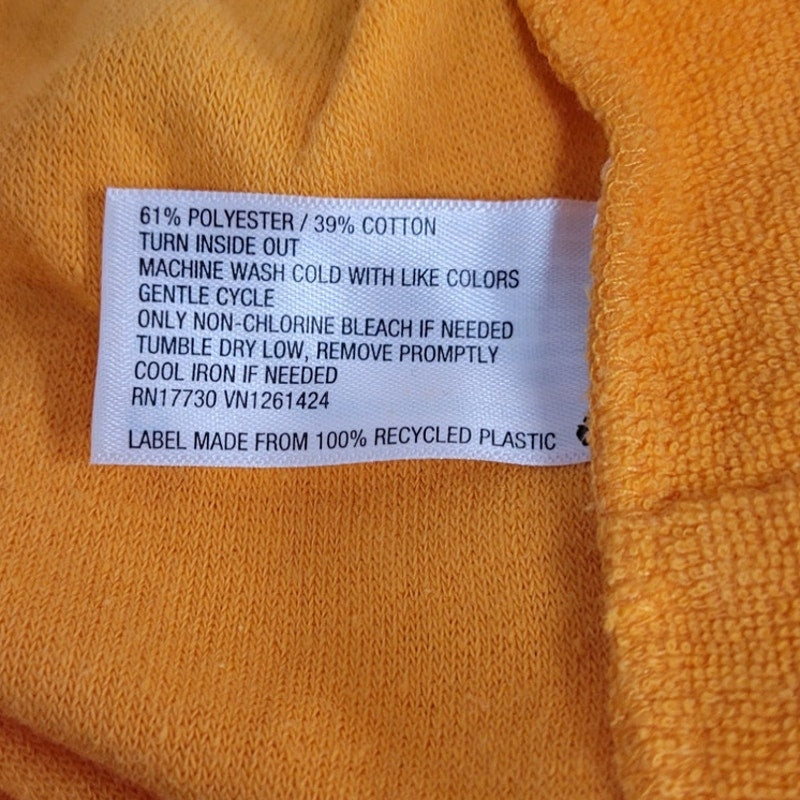 61% POLYESTER / 39% COTTON
TURN INSIDE OUT
MACHINE WASH COLD WITH LIKE COLORS
GENTLE CYCLE
ONLY NON-CHLORINE BLEACH IF NEEDED
TUMBLE DRY LOW, REMOVE PROMPTLY
COOL IRON IF NEEDED
RN17730 VN1261424
LABEL MADE FROM 100% RECYCLED PLASTIC